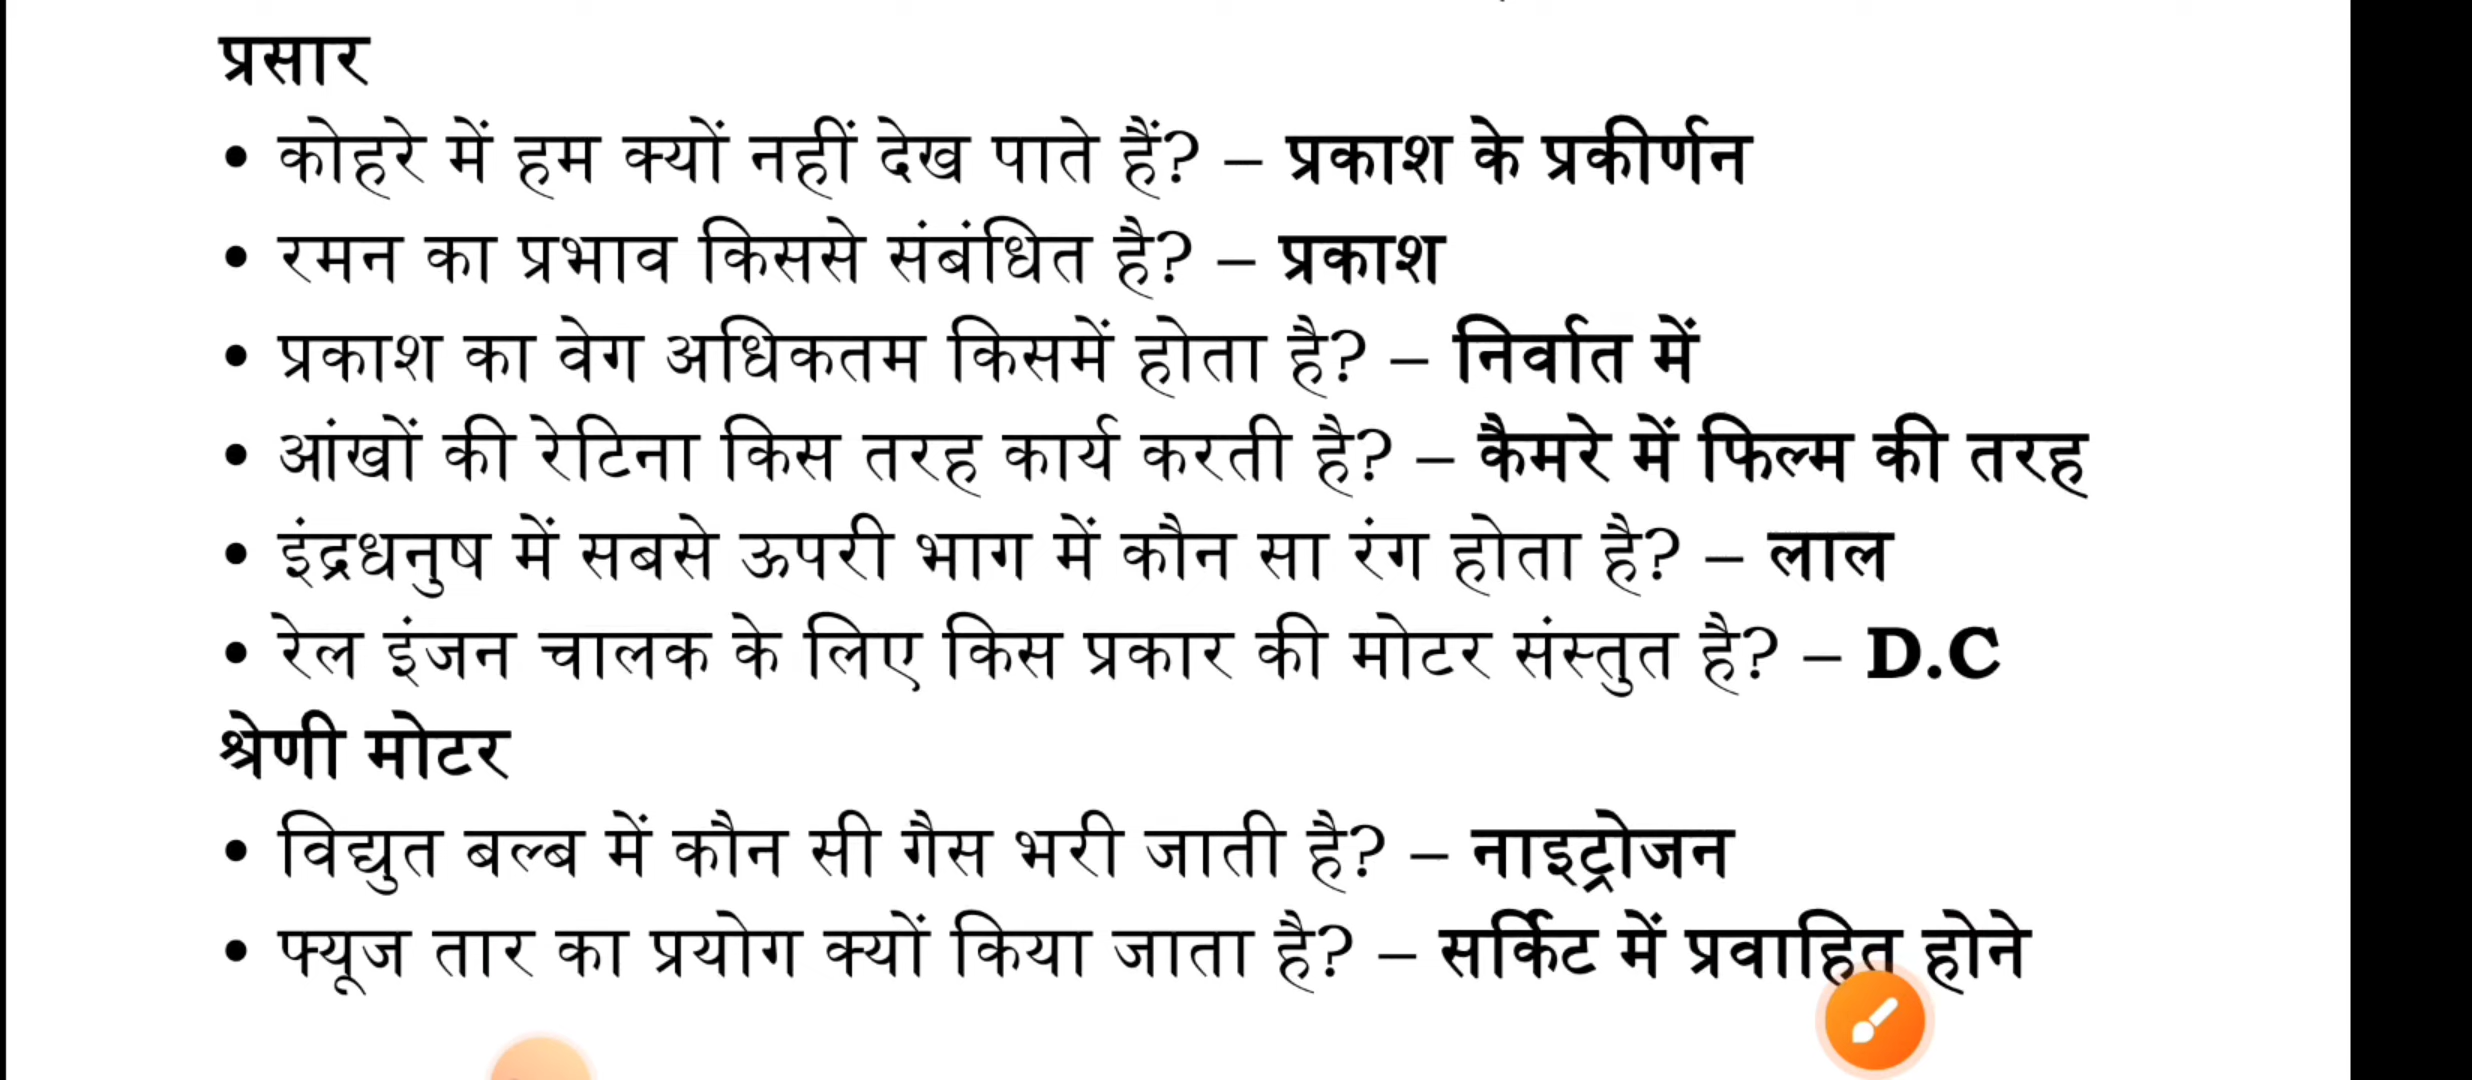 प्रसार
• कोहरे में हम क्यों नहीं देख पाते हैं? – प्रकाश के प्रकीर्णन
• रमन का प्रभाव किससे संबंधित है? – प्रकाश
• प्रकाश का वेग अधिकतम किसमें होता है? – निर्वात में
• आंखों की रेटिना किस तरह कार्य करती है? – कैमरे में फिल्म की तरह
• इंद्रधनुष में सबसे ऊपरी भाग में कौन सा रंग होता है? – लाल
• रेल इंजन चालक के लिए किस प्रकार की मोटर संस्तुत है? – D.C
श्रेणी मोटर
• विद्युत बल्ब में कौन सी गैस भरी जाती है? – नाइट्रोजन
• फ्यूज तार का प्रयोग क्यों किया जाता है? – सर्किट में प्रवाहित होने